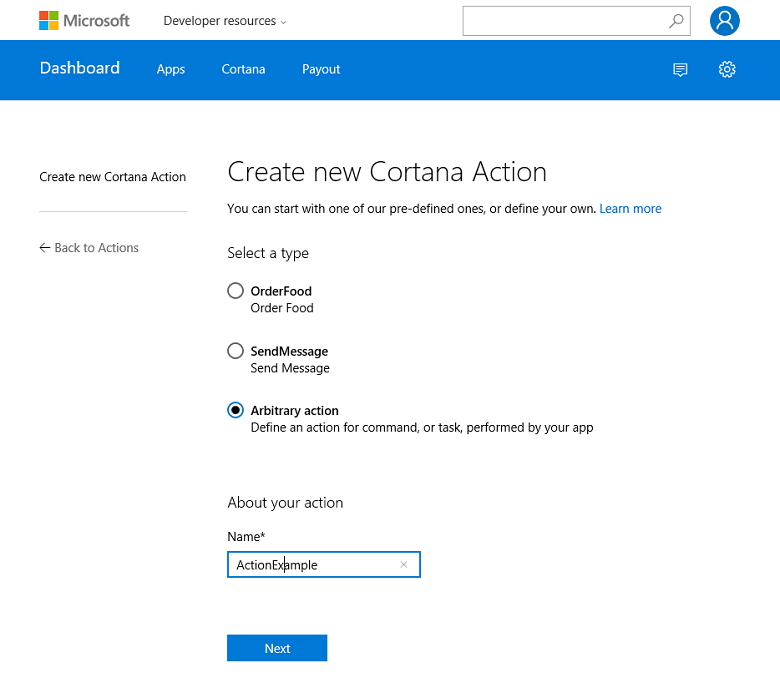 Microsoft Developer resources
Dashboard Apps Cortana Payout
Create new Cortana Action
Back to Actions
Create new Cortana Action
You can start with one of our pre-defined ones, or define your own. Learn more
Select a type
OrderFood
Order Food
SendMessage
Send Message
Arbitrary action
Define an action for command, or task, performed by your app
About your action
Name*
ActionExample
Next